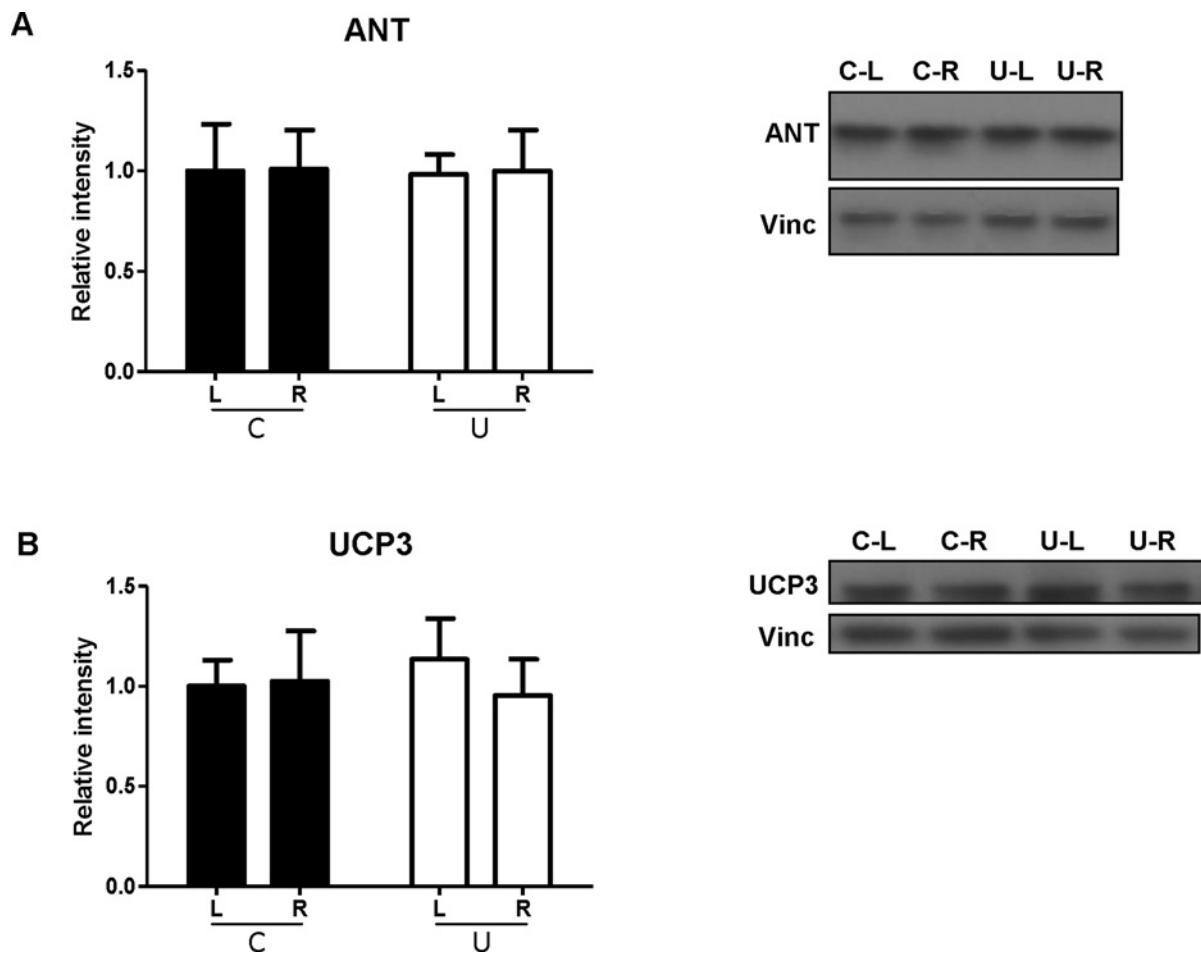 A
ANT
1.5
1.0
0.5
0.0
Relative intensity
L R L R
C U
C-L C-R U-L U-R
ANT
Vinc
B
UCP3
1.5
1.0
0.5
0.0
Relative intensity
L R L R
C U
C-L C-R U-L U-R
UCP3
Vinc